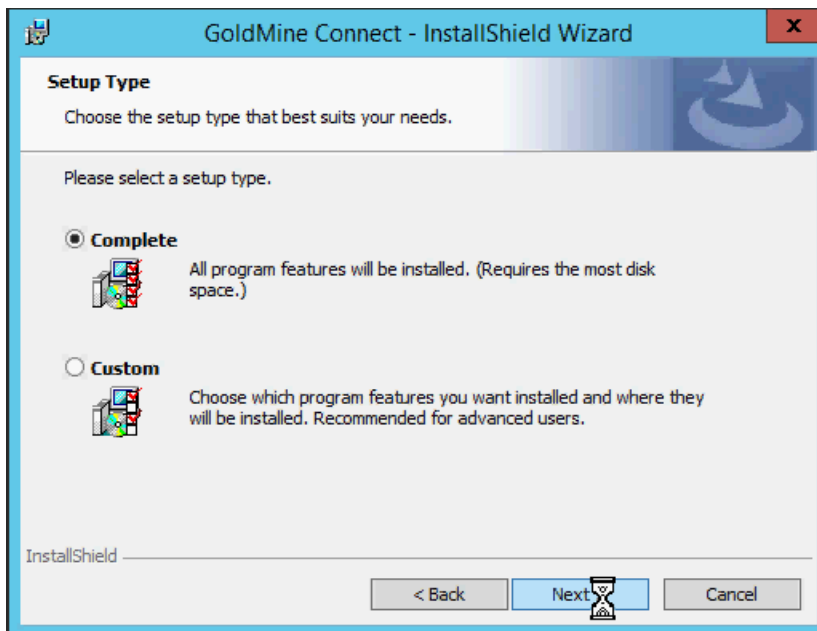 GoldMine Connect - InstallShield Wizard
x
Setup Type
Choose the setup type that best suits your needs.
Please select a setup type.
Complete
All program features will be installed. (Requires the most disk
space.)
Custom
Choose which program features you want installed and where they
will be installed. Recommended for advanced users.
InstallShield
< Back
Next
Cancel